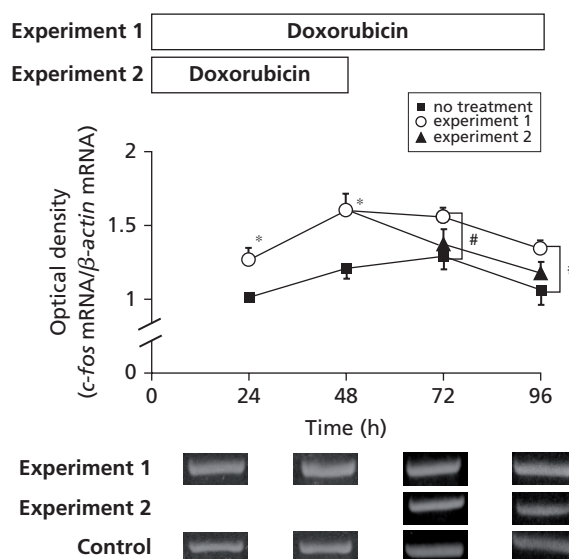 Experiment 1
Doxorubicin
Experiment 2
Doxorubicin
no treatment
experiment 1
experiment 2
Optical density
(c-fos mRNA/β-actin mRNA)
2
1.5
1
0
*
*
#
0
24
48
72
96
Time (h)
Experiment 1
Experiment 2
Control